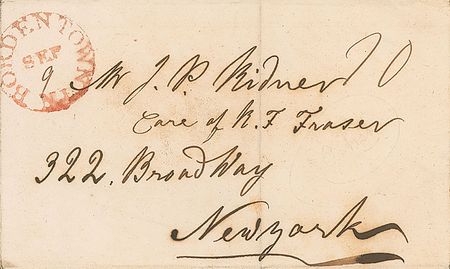 BORDENTOWN N.J.
SEP
9
Mr J. P. Ridner 10
Care of K. F Fraser
322. BroadWay
Newyork